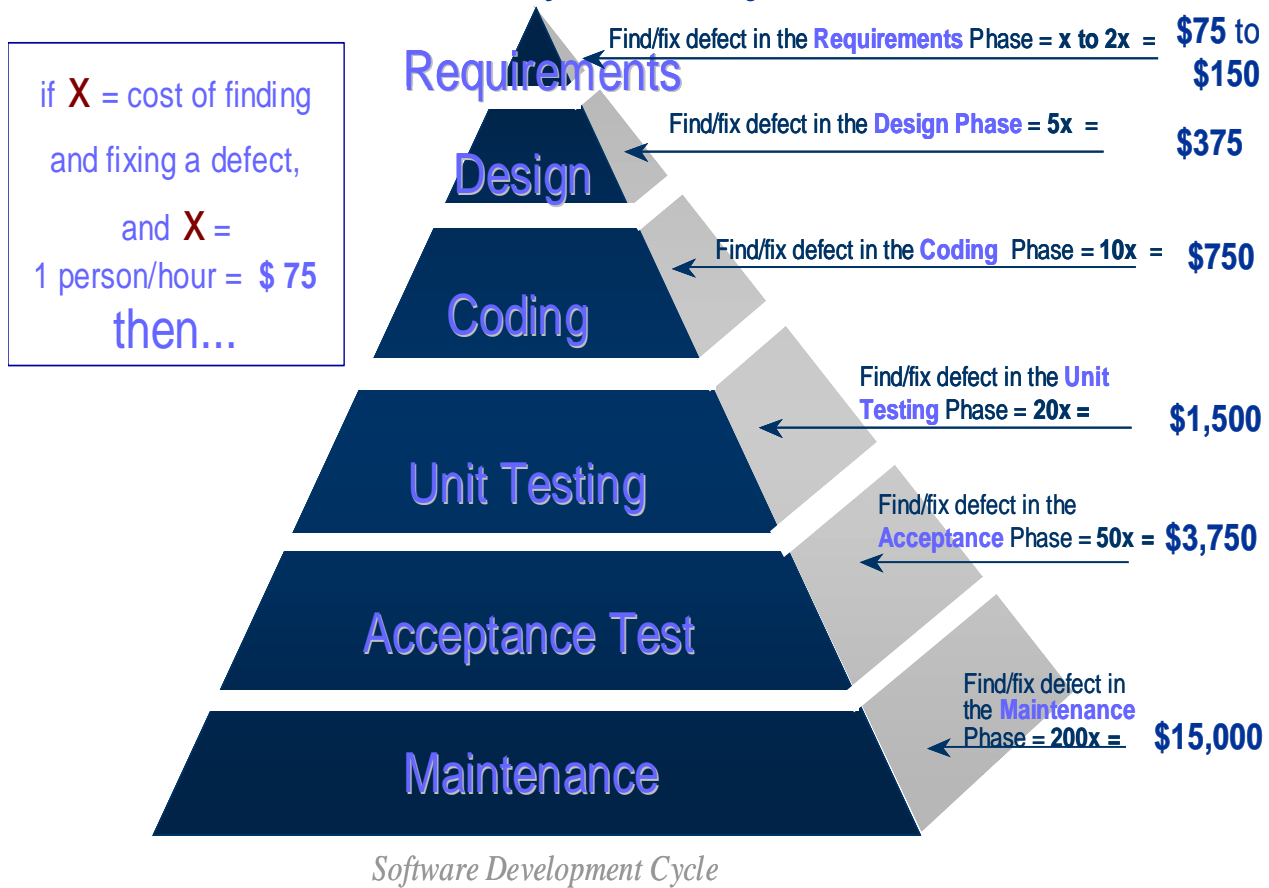 if X = cost of finding
and fixing a defect,
and X =
1 person/hour = $ 75
then...
Requirements
Find/fix defect in the Requirements Phase = x to 2x =
$75 to
$150
Design
Find/fix defect in the Design Phase = 5x =
$375
Coding
Find/fix defect in the Coding Phase = 10x =
$750
Unit Testing
Find/fix defect in the Unit
Testing Phase = 20x =
$1,500
Acceptance Test
Find/fix defect in the
Acceptance Phase = 50x =
$3,750
Maintenance
Find/fix defect in
the Maintenance
Phase = 200x =
$15,000
Software Development Cycle